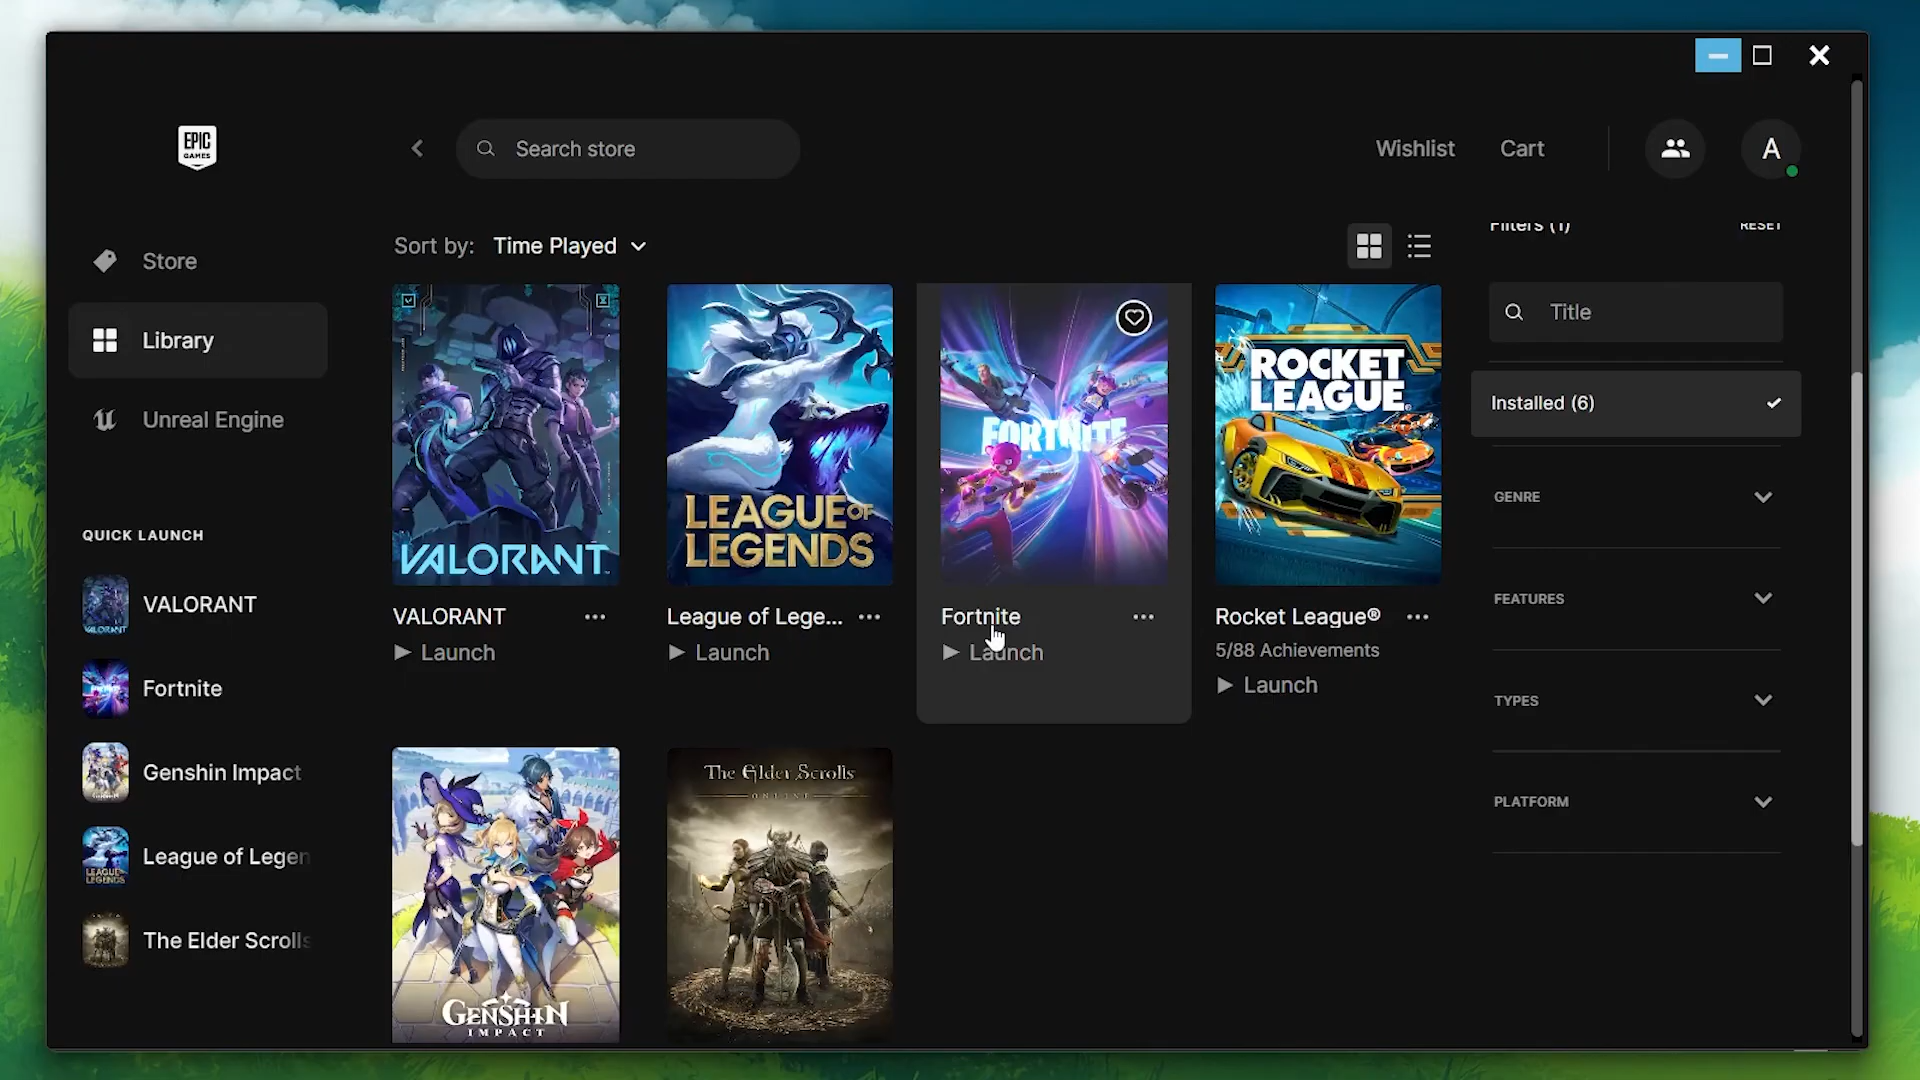 EPIC
GAMES
Search store
Wishlist
Cart
A
Store
Library
Unreal Engine
QUICK LAUNCH
VALORANT
Fortnite
Genshin Impact
League of Legen
The Elder Scrolls
Sort by: Time Played
VALORANT
LEAGUE OF
LEGENDS
FORTNITE
ROCKET
LEAGUE
VALORANT ...
Launch
League of Lege... ...
Launch
Fortnite ...
Launch
Rocket League® ...
5/88 Achievements
Launch
GENSHIN
IMPACT
The Elder Scrolls
ONLINE
Filters (1)
RESET
Title
Installed (6)
GENRE
FEATURES
TYPES
PLATFORM